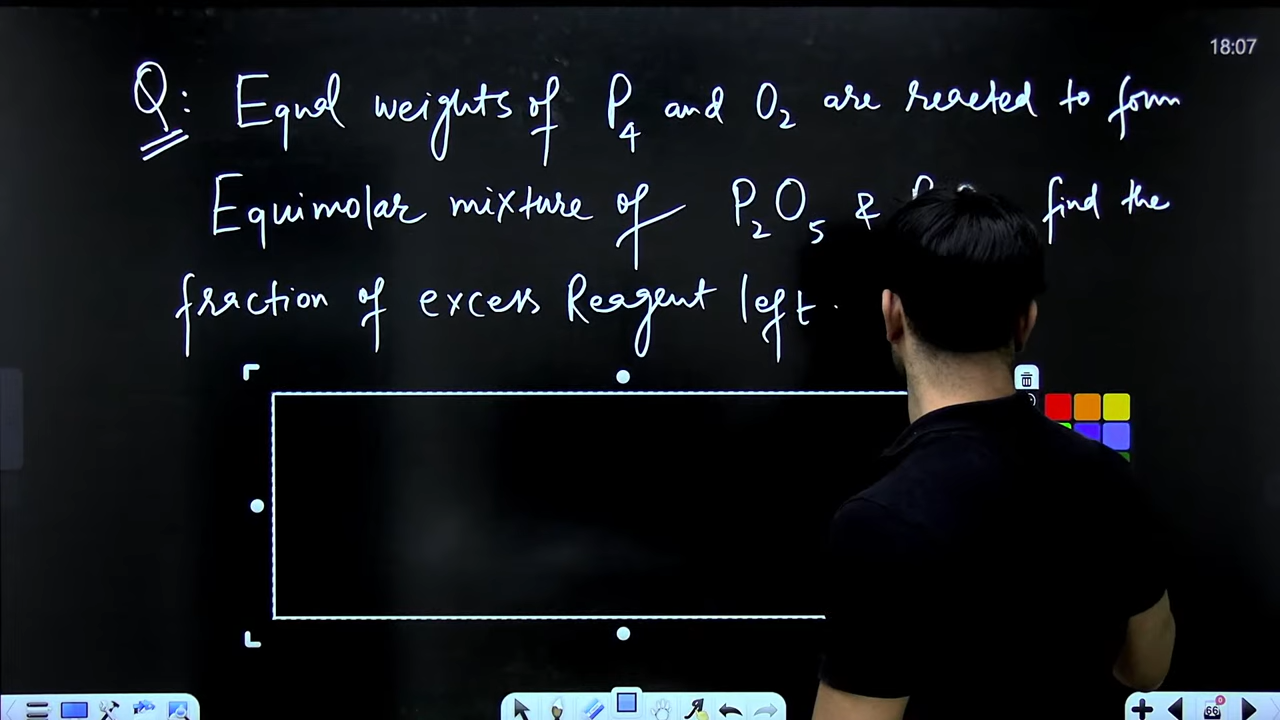 18:07
Q: Equal weights of P₄ and O₂ are reacted to form
Equimolar mixture of P₂O₅ & find the
fraction of excess Reagent left.
66